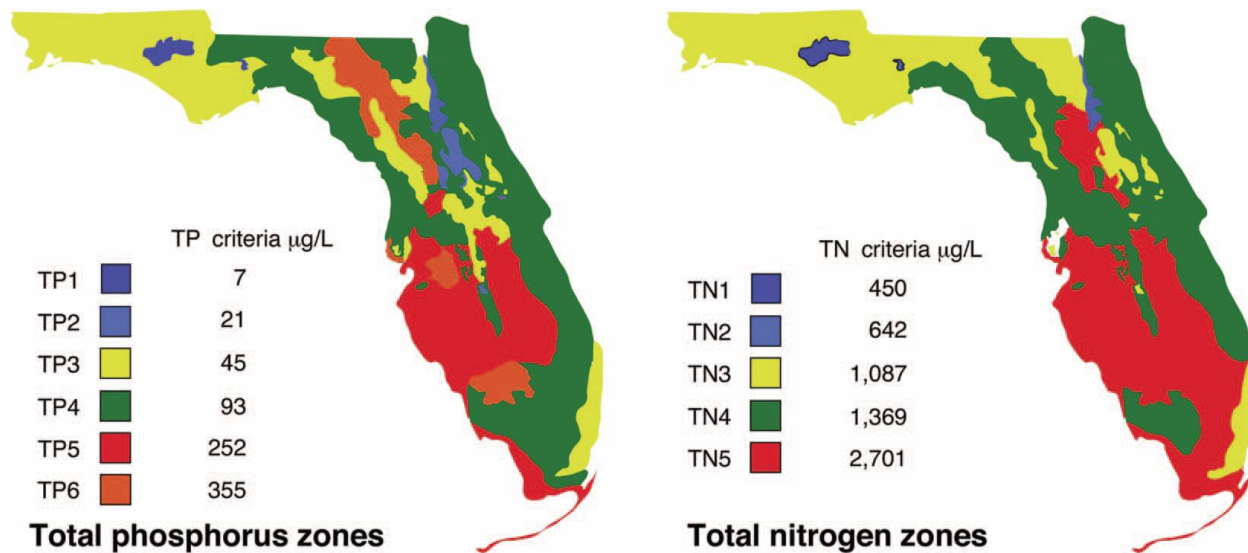 TP criteria µg/L
TP1 7
TP2 21
TP3 45
TP4 93
TP5 252
TP6 355
Total phosphorus zones
TN criteria µg/L
TN1 450
TN2 642
TN3 1,087
TN4 1,369
TN5 2,701
Total nitrogen zones